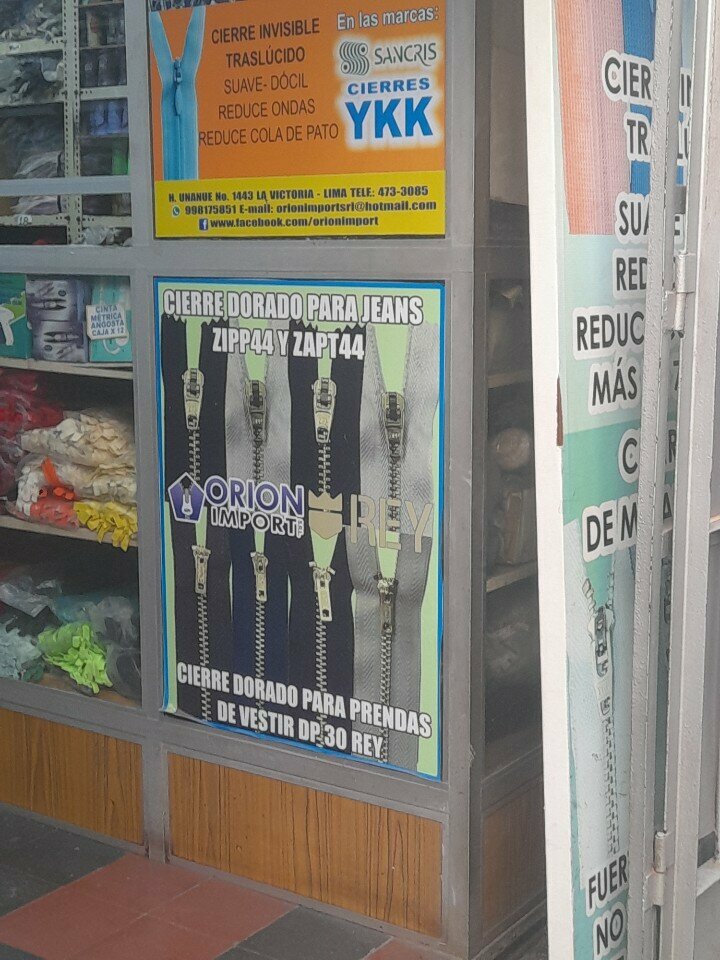 CIERRE INVISIBLE
TRASLÚCIDO
SUAVE- DÓCIL
REDUCE ONDAS
REDUCE COLA DE PATO
En las marcas:
SANCRIS
CIERRES
YKK
H. UNANUE No. 1443 LA VICTORIA - LIMA TELF.: 473-3085
998175851 E-mail: orionimportsrl@hotmail.com
www.facebook.com/orionimport
CINTA
MÉTRICA
ANGOSTA
CAJA X 12
CIERRE DORADO PARA JEANS
ZIPP44 Y ZAPT44
ORION
IMPORT
REY
CIERRE DORADO PARA PRENDAS
DE VESTIR DP 30 REY
CIER
TR
SUA
RED
REDUC
MÁS
C
DE M
FUER
NO